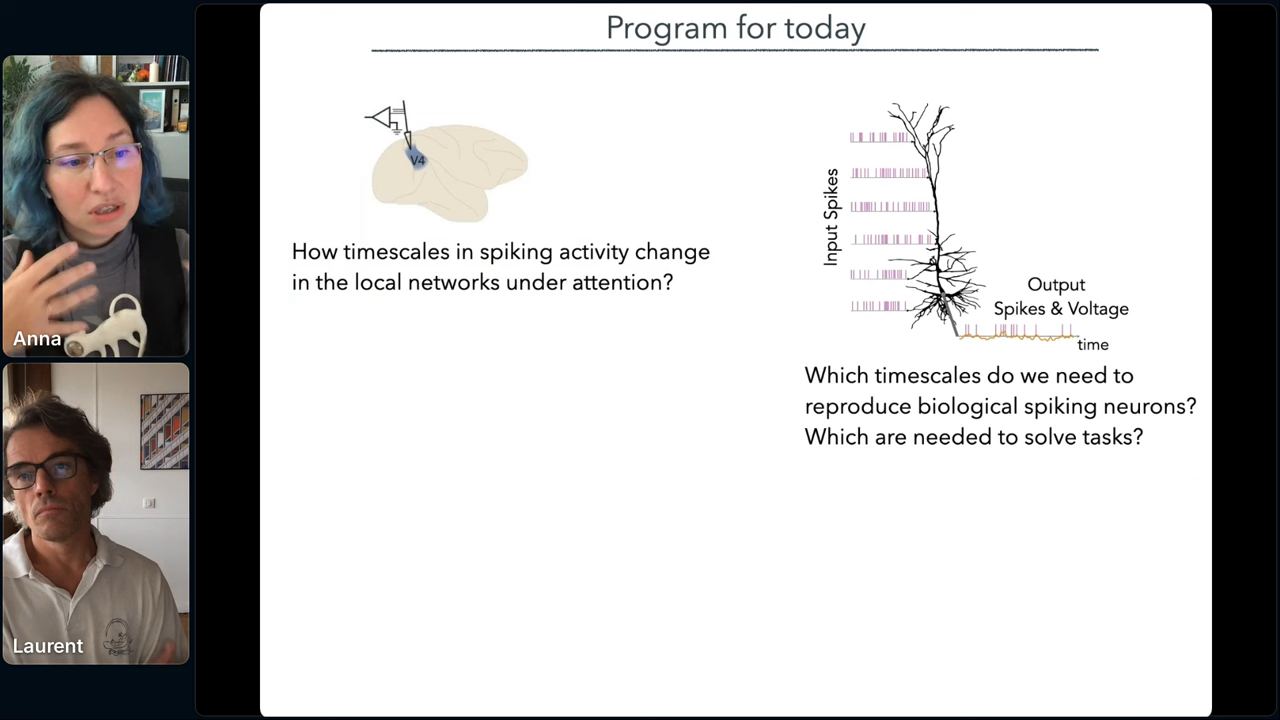 Program for today
V4
How timescales in spiking activity change
in the local networks under attention?
Input Spikes
Output
Spikes & Voltage
time
Which timescales do we need to
reproduce biological spiking neurons?
Which are needed to solve tasks?
Anna
Laurent